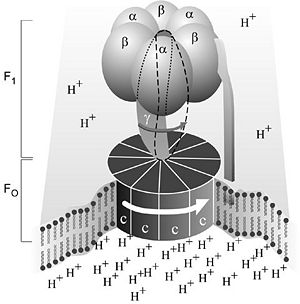 β
α α
H⁺
β α β
F₁
H⁺
H⁺
γ
H⁺
Fₒ
C C C C
H⁺ H⁺ H⁺ H⁺ H⁺ H⁺ H⁺
H⁺ H⁺ H⁺ H⁺ H⁺ H⁺
H⁺ H⁺ H⁺ H⁺ H⁺ H⁺
H⁺ H⁺ H⁺ H⁺ H⁺
H⁺ H⁺